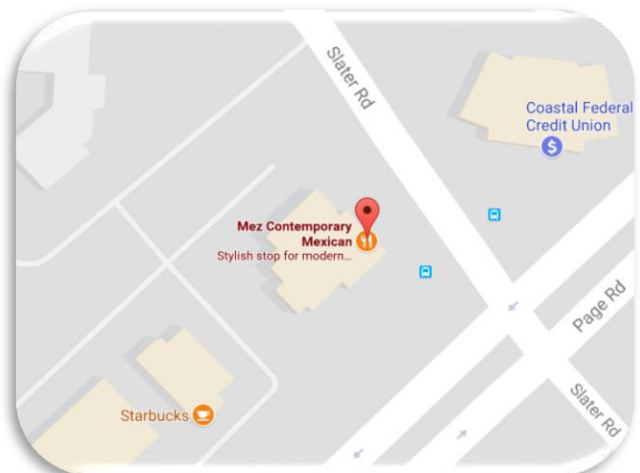 Slater Rd
Coastal Federal
Credit Union
$
Mez Contemporary
Mexican
Stylish stop for modern...
Page Rd
Starbucks
Slater Rd